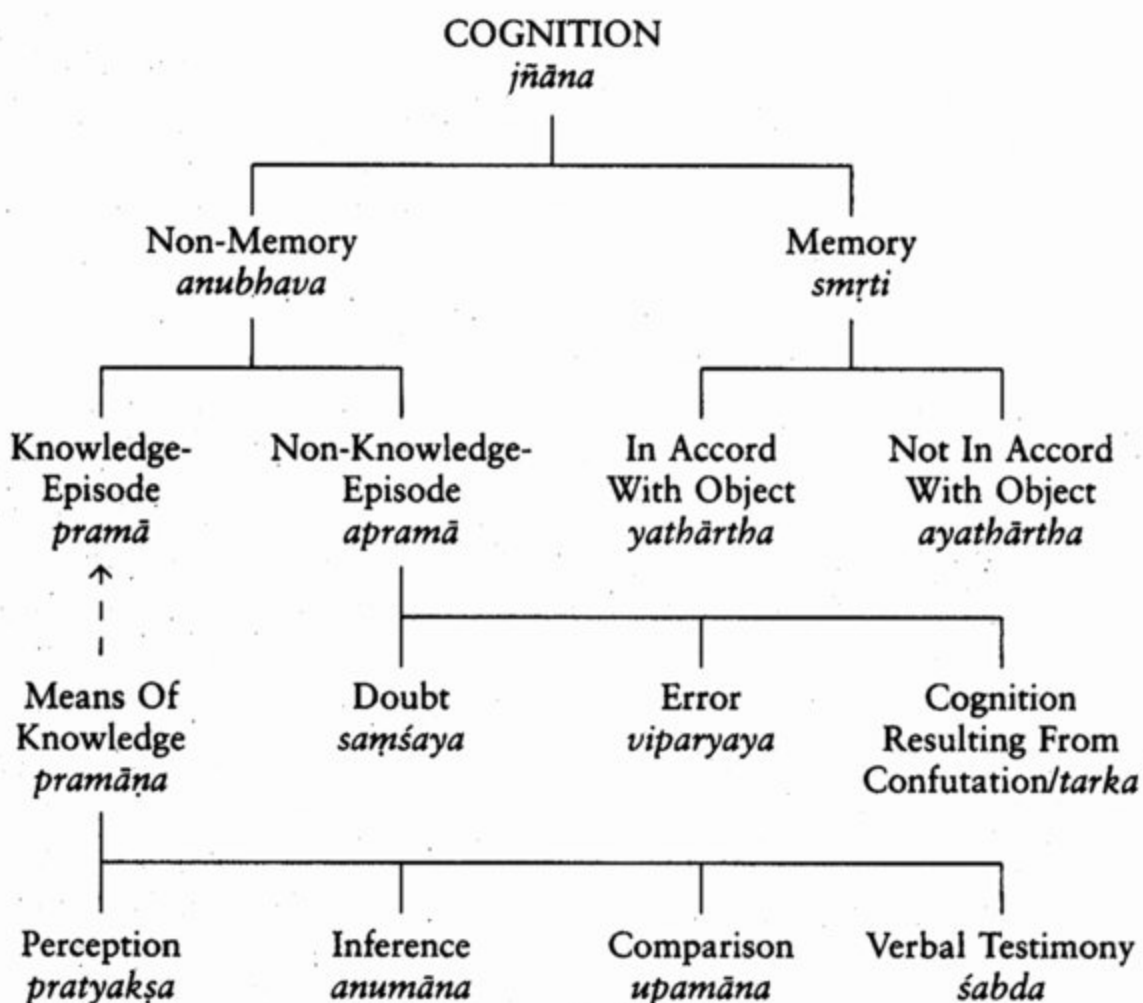 COGNITION
jñāna
Non-Memory
anubhava
Memory
smṛti
Knowledge-
Episode
pramā
Non-Knowledge-
Episode
apramā
In Accord
With Object
yathārtha
Not In Accord
With Object
ayathārtha
Means Of
Knowledge
pramāṇa
Doubt
saṃśaya
Error
viparyaya
Cognition
Resulting From
Confutation/tarka
Perception
pratyakṣa
Inference
anumāna
Comparison
upamāna
Verbal Testimony
śabda